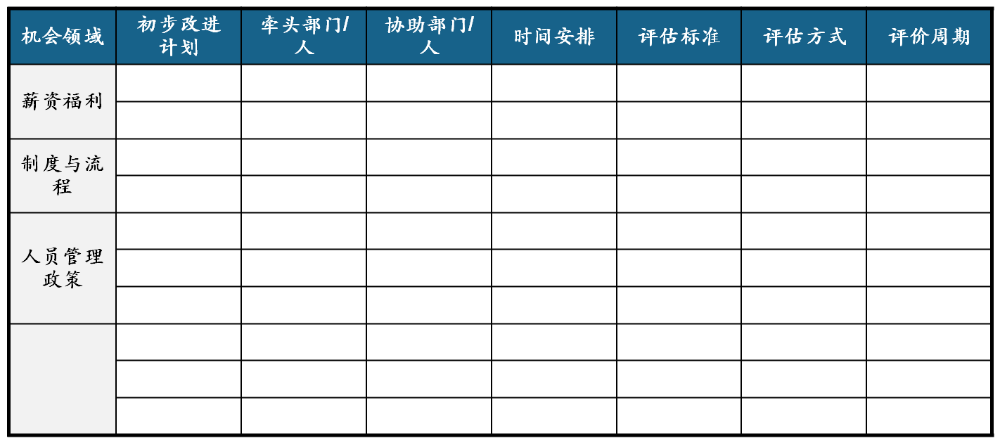 机会领域
初步改进
计划
牵头部门/
人
协助部门/
人
时间安排
评估标准
评估方式
评价周期
薪资福利
制度与流
程
人员管理
政策